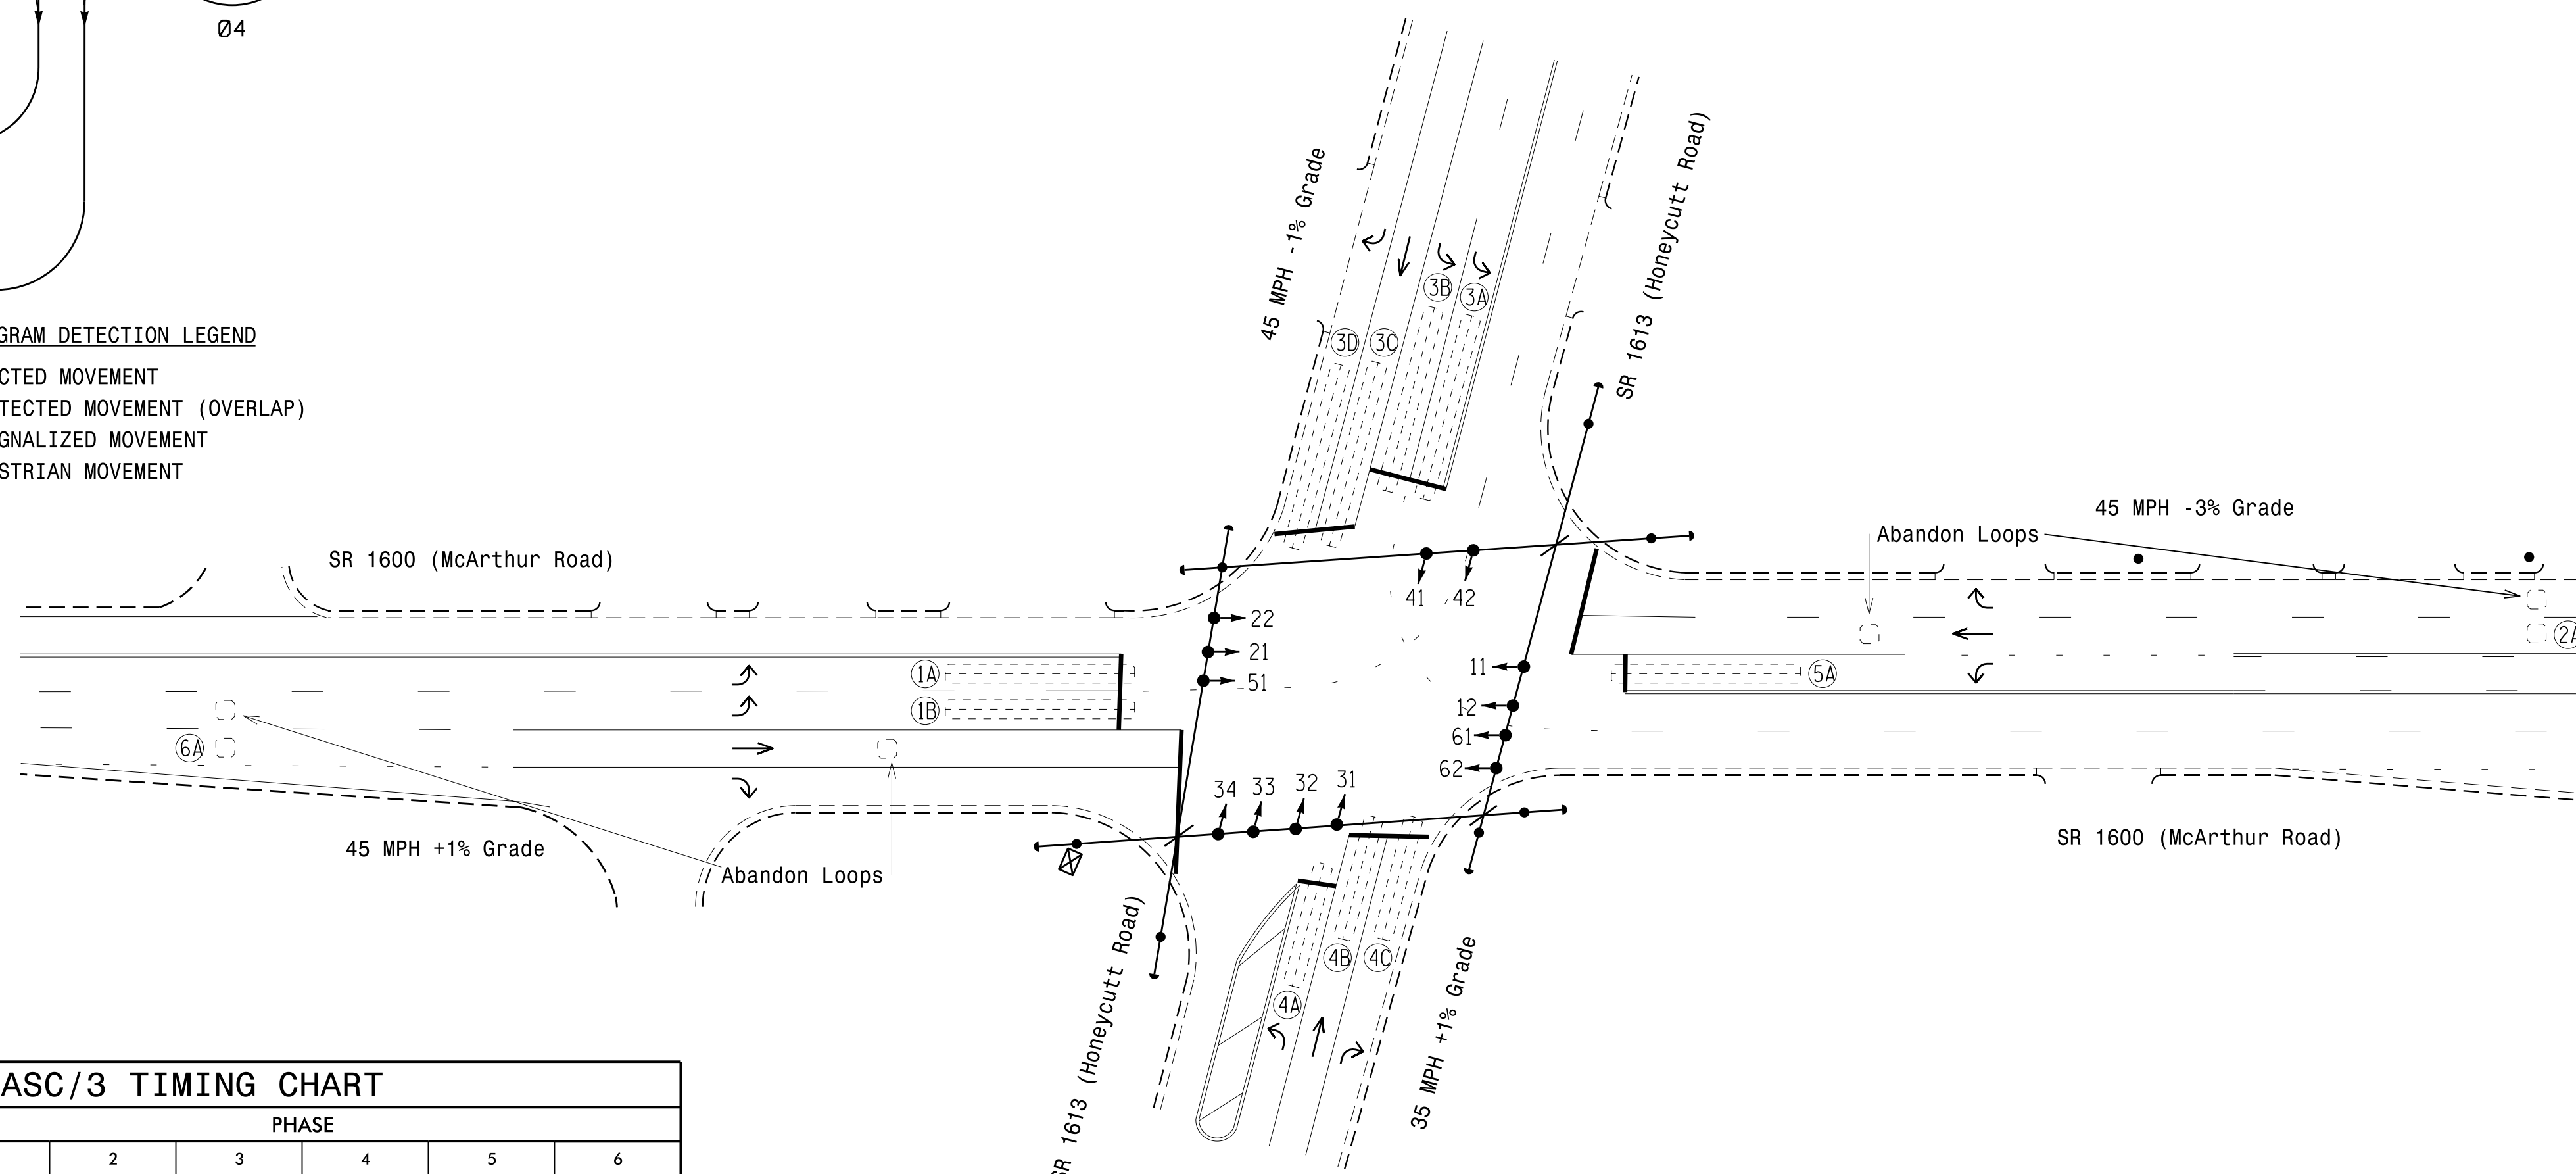 Ø4
GRAM DETECTION LEGEND
CTED MOVEMENT
TECTED MOVEMENT (OVERLAP)
GNALIZED MOVEMENT
STRIAN MOVEMENT
45 MPH -1% Grade
SR 1613 (Honeycutt Road)
3B
3A
3D
3C
45 MPH -3% Grade
Abandon Loops
SR 1600 (McArthur Road)
41
42
22
21
51
2A
1A
1B
11
12
61
62
5A
6A
34
33
32
31
45 MPH +1% Grade
Abandon Loops
SR 1600 (McArthur Road)
SR 1613 (Honeycutt Road)
4B
4C
4A
35 MPH +1% Grade
ASC/3 TIMING CHART
PHASE
2 3 4 5 6